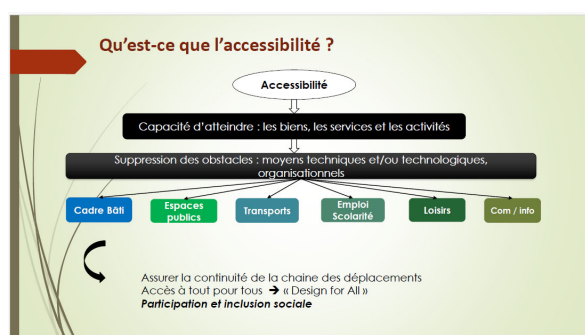 Qu'est-ce que l'accessibilité ?
Accessibilité
Capacité d'atteindre : les biens, les services et les activités
Suppression des obstacles : moyens techniques et/ou technologiques,
organisationnels
Cadre Bâti
Espaces
publics
Transports
Emploi
Scolarité
Loisirs
Com / info
Assurer la continuité de la chaine des déplacements
Accès à tout pour tous → « Design for All »
Participation et inclusion sociale